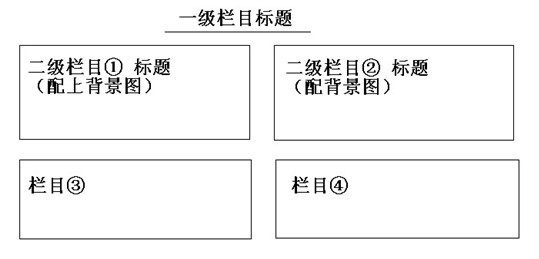 一级栏目标题
二级栏目① 标题
（配上背景图）
二级栏目② 标题
（配背景图）
栏目③
栏目④